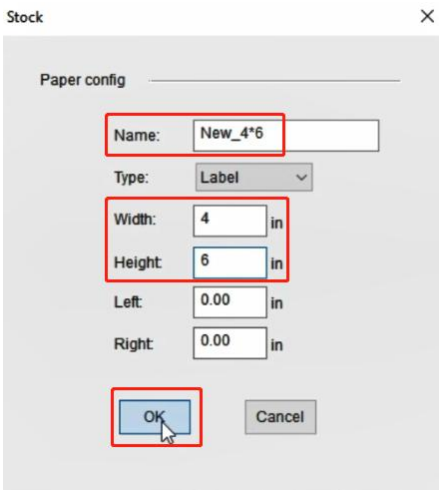 Stock
Paper config
Name: New_4*6
Type: Label
Width: 4 in
Height: 6 in
Left: 0.00 in
Right: 0.00 in
OK Cancel